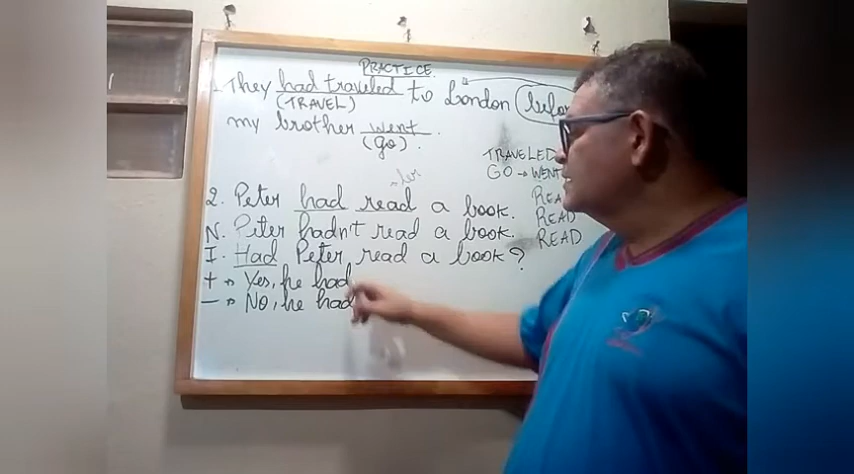 PRACTICE
1. They had traveled to London befor
(TRAVEL)
my brother went.
(go)
TRAVELED
GO → WENT
2. Peter had read a book.
READ
READ
N. Peter hadn't read a book.
READ
I. Had Peter read a book?
+ Yes, he had
- No, he had